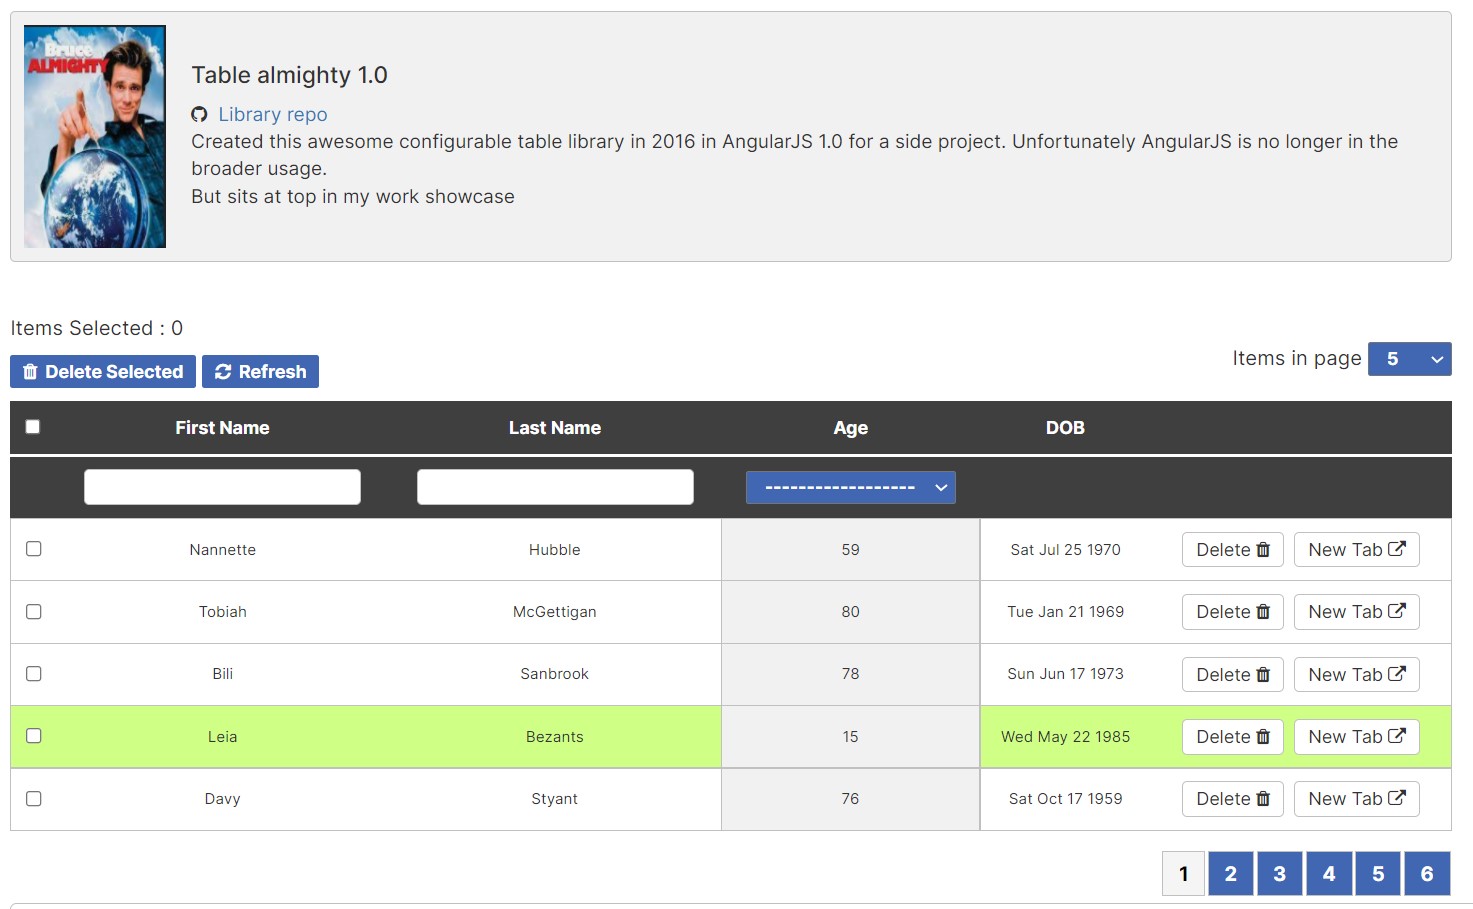 Bruce
ALMIGHTY
Table almighty 1.0
Library repo
Created this awesome configurable table library in 2016 in AngularJS 1.0 for a side project. Unfortunately AngularJS is no longer in the
broader usage.
But sits at top in my work showcase
Items Selected : 0
Delete Selected Refresh
Items in page 5
First Name Last Name Age DOB
------------------
Nannette Hubble 59 Sat Jul 25 1970 Delete New Tab
Tobiah McGettigan 80 Tue Jan 21 1969 Delete New Tab
Bili Sanbrook 78 Sun Jun 17 1973 Delete New Tab
Leia Bezants 15 Wed May 22 1985 Delete New Tab
Davy Styant 76 Sat Oct 17 1959 Delete New Tab
1 2 3 4 5 6